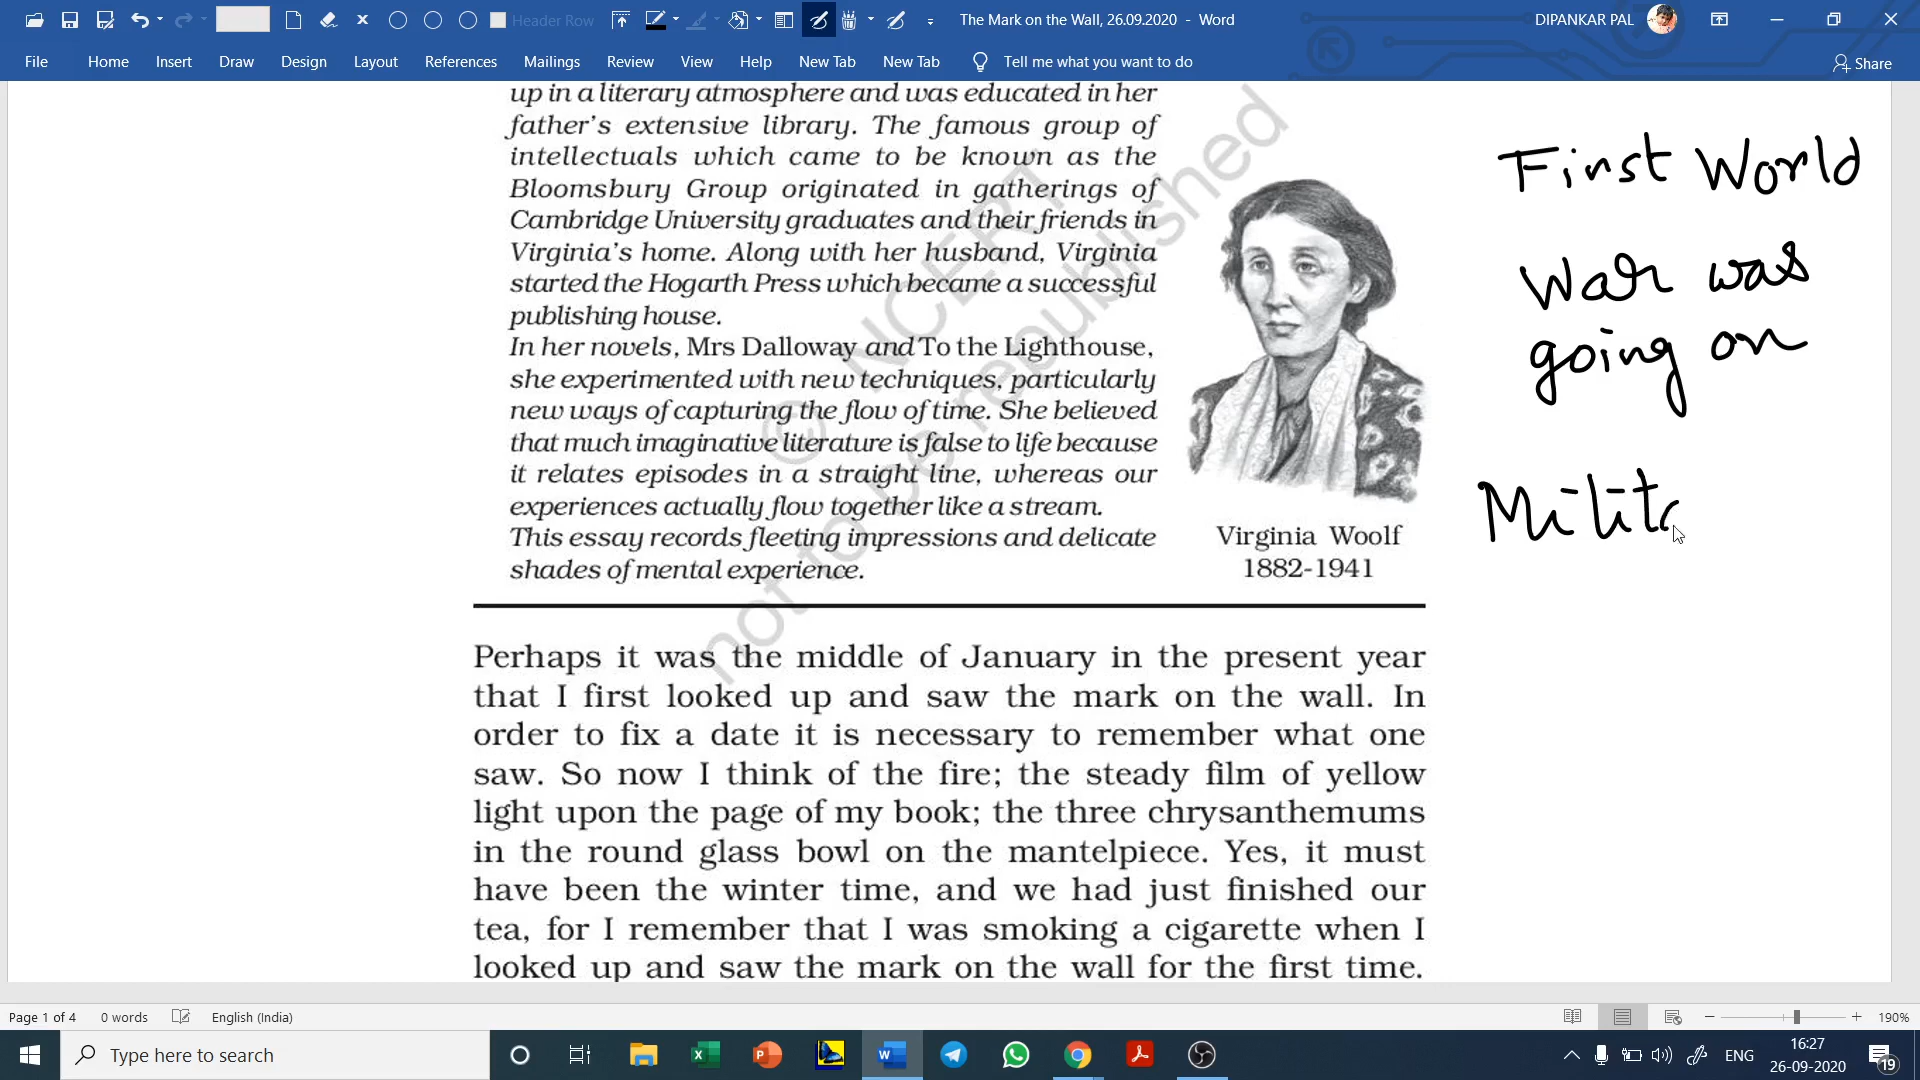 Header Row
The Mark on the Wall, 26.09.2020 - Word
DIPANKAR PAL
File Home Insert Draw Design Layout References Mailings Review View Help New Tab New Tab Tell me what you want to do
Share
up in a literary atmosphere and was educated in her
father's extensive library. The famous group of
intellectuals which came to be known as the
Bloomsbury Group originated in gatherings of
Cambridge University graduates and their friends in
Virginia's home. Along with her husband, Virginia
started the Hogarth Press which became a successful
publishing house.
In her novels, Mrs Dalloway and To the Lighthouse,
she experimented with new techniques, particularly
new ways of capturing the flow of time. She believed
that much imaginative literature is false to life because
it relates episodes in a straight line, whereas our
experiences actually flow together like a stream.
This essay records fleeting impressions and delicate
shades of mental experience.
© NCERT
not to be republished
Virginia Woolf
1882-1941
First World
War was
going on
Milita
Perhaps it was the middle of January in the present year
that I first looked up and saw the mark on the wall. In
order to fix a date it is necessary to remember what one
saw. So now I think of the fire; the steady film of yellow
light upon the page of my book; the three chrysanthemums
in the round glass bowl on the mantelpiece. Yes, it must
have been the winter time, and we had just finished our
tea, for I remember that I was smoking a cigarette when I
looked up and saw the mark on the wall for the first time.
Page 1 of 4 0 words English (India)
190%
Type here to search
ENG
16:27
26-09-2020
19